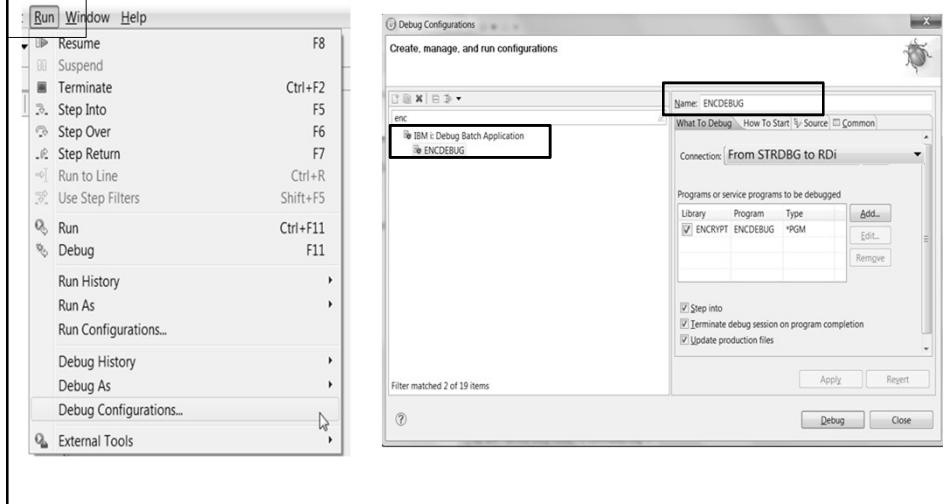 Run Window Help
Resume F8
Suspend
Terminate Ctrl+F2
Step Into F5
Step Over F6
Step Return F7
Run to Line Ctrl+R
Use Step Filters Shift+F5
Run Ctrl+F11
Debug F11
Run History
Run As
Run Configurations...
Debug History
Debug As
Debug Configurations...
External Tools
Debug Configurations
Create, manage, and run configurations
enc
IBM i: Debug Batch Application
ENCDEBUG
Filter matched 2 of 19 items
Name: ENCDEBUG
What To Debug How To Start Source Common
Connection: From STRDBG to RDi
Programs or service programs to be debugged
Library Program Type
ENCRYPT ENCDEBUG *PGM
Add...
Edit...
Remove
Step into
Terminate debug session on program completion
Update production files
Apply Revert
Debug Close